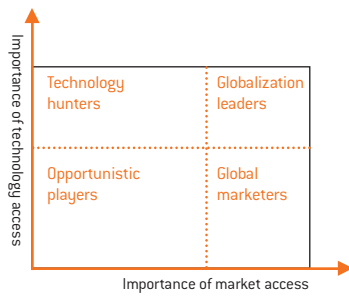 Importance of technology access
Technology
hunters
Globalization
leaders
Opportunistic
players
Global
marketers
Importance of market access